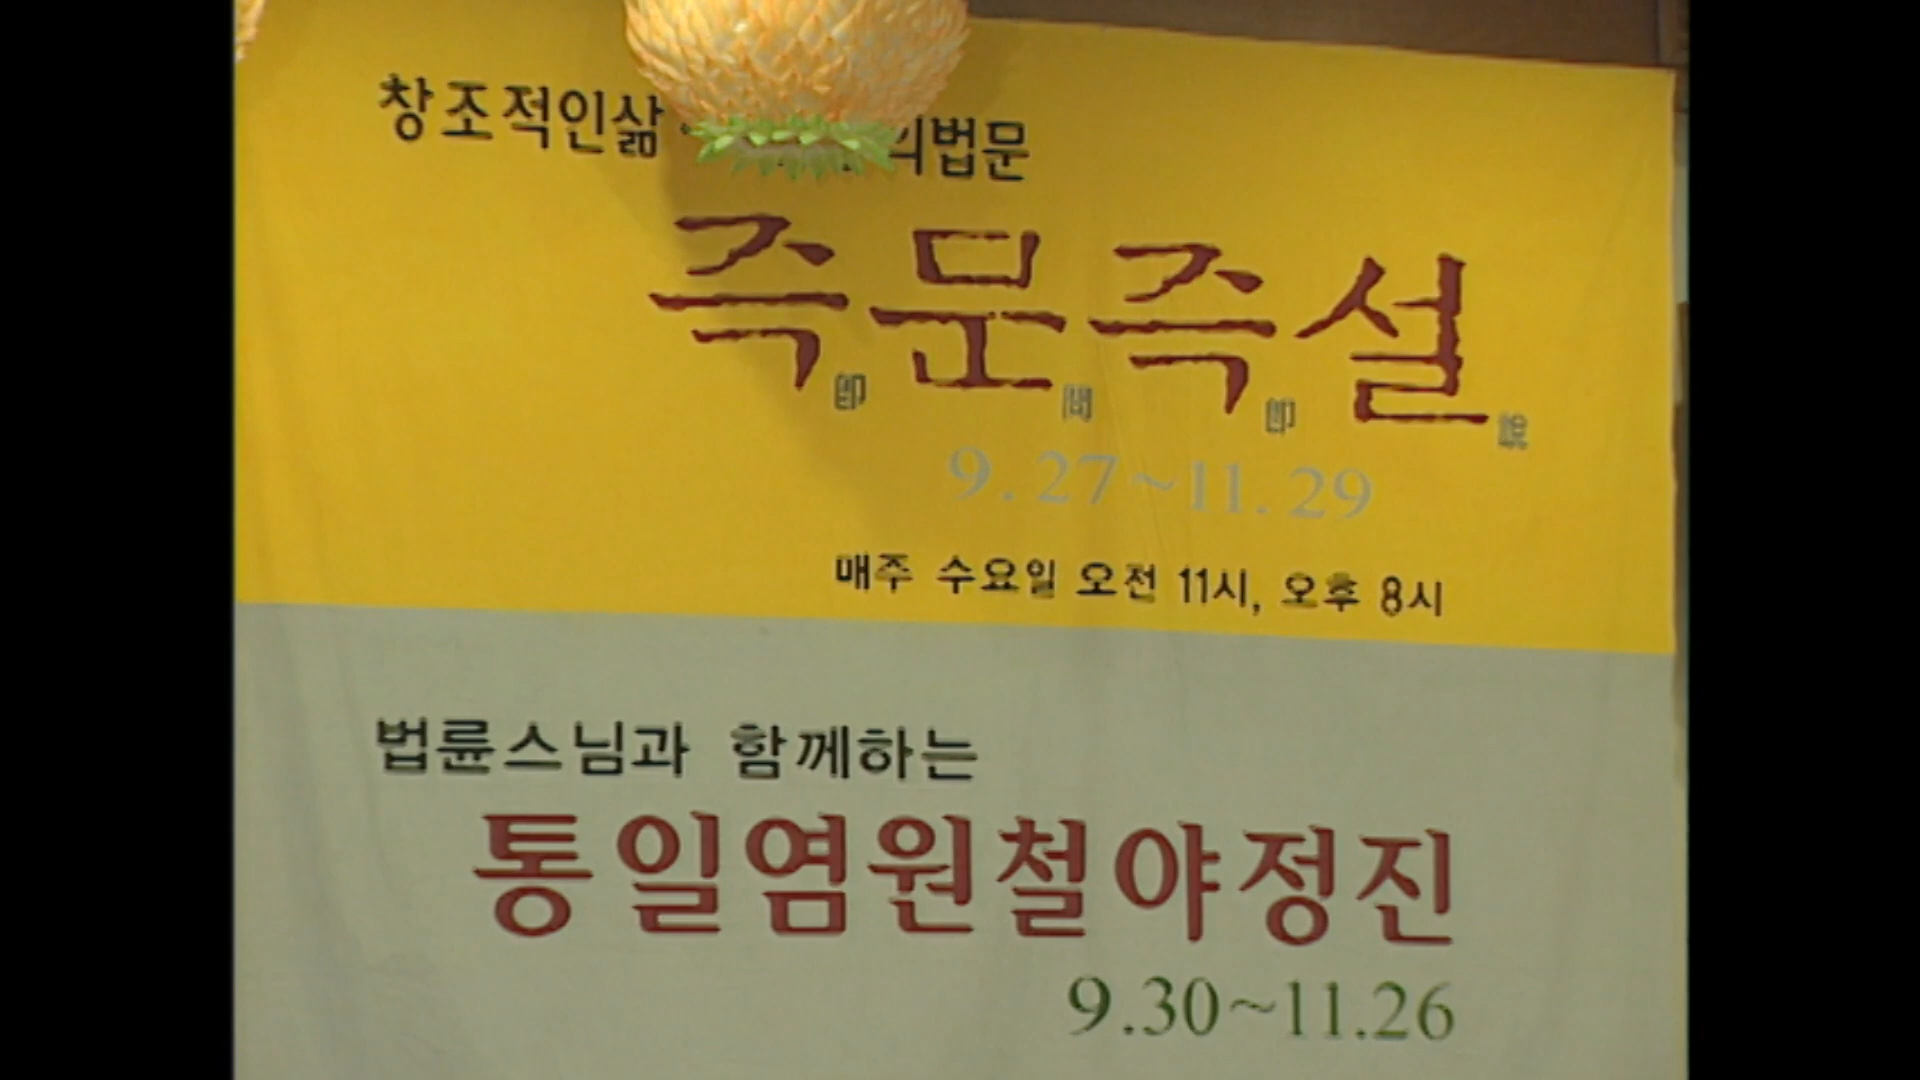 창조적인삶 법문
즉문즉설
卽問卽說
9.27~11.29
매주 수요일 오전 11시, 오후 8시
법륜스님과 함께하는
통일염원철야정진
9.30~11.26